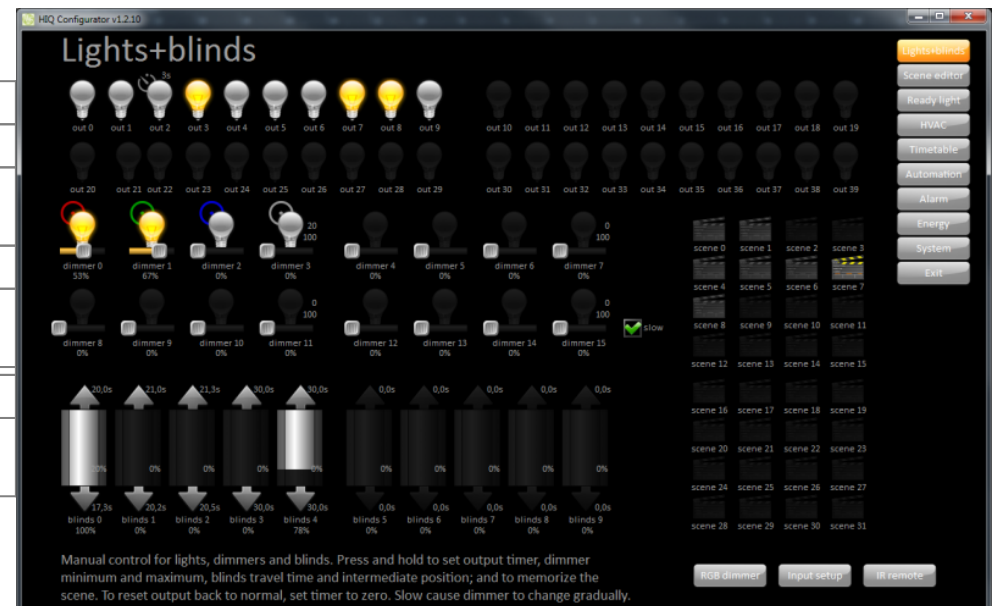 HIQ Configurator v1.2.10
Lights+blinds
Lights+blinds
Scene editor
Ready light
HVAC
Timetable
Automation
Alarm
Energy
System
Exit
3s
out 0 out 1 out 2 out 3 out 4 out 5 out 6 out 7 out 8 out 9 out 10 out 11 out 12 out 13 out 14 out 15 out 16 out 17 out 18 out 19
out 20 out 21 out 22 out 23 out 24 out 25 out 26 out 27 out 28 out 29 out 30 out 31 out 32 out 33 out 34 out 35 out 36 out 37 out 38 out 39
20 0
100 100
dimmer 0 dimmer 1 dimmer 2 dimmer 3 dimmer 4 dimmer 5 dimmer 6 dimmer 7
53% 67% 0% 0% 0% 0% 0% 0%
0 0
100 100
slow
dimmer 8 dimmer 9 dimmer 10 dimmer 11 dimmer 12 dimmer 13 dimmer 14 dimmer 15
0% 0% 0% 0% 0% 0% 0% 0%
scene 0 scene 1 scene 2 scene 3
scene 4 scene 5 scene 6 scene 7
scene 8 scene 9 scene 10 scene 11
scene 12 scene 13 scene 14 scene 15
scene 16 scene 17 scene 18 scene 19
scene 20 scene 21 scene 22 scene 23
scene 24 scene 25 scene 26 scene 27
scene 28 scene 29 scene 30 scene 31
20,0s 21,0s 21,3s 30,0s 30,0s 0,0s 0,0s 0,0s 0,0s 0,0s
0% 0% 0% 0% 0% 0% 0% 0% 0%
17,3s 20,2s 20,5s 30,0s 30,0s 0,0s 0,0s 0,0s 0,0s 0,0s
blinds 0 blinds 1 blinds 2 blinds 3 blinds 4 blinds 5 blinds 6 blinds 7 blinds 8 blinds 9
100% 0% 0% 0% 78% 0% 0% 0% 0% 0%
Manual control for lights, dimmers and blinds. Press and hold to set output timer, dimmer
minimum and maximum, blinds travel time and intermediate position; and to memorize the
scene. To reset output back to normal, set timer to zero. Slow cause dimmer to change gradually.
RGB dimmer Input setup IR remote